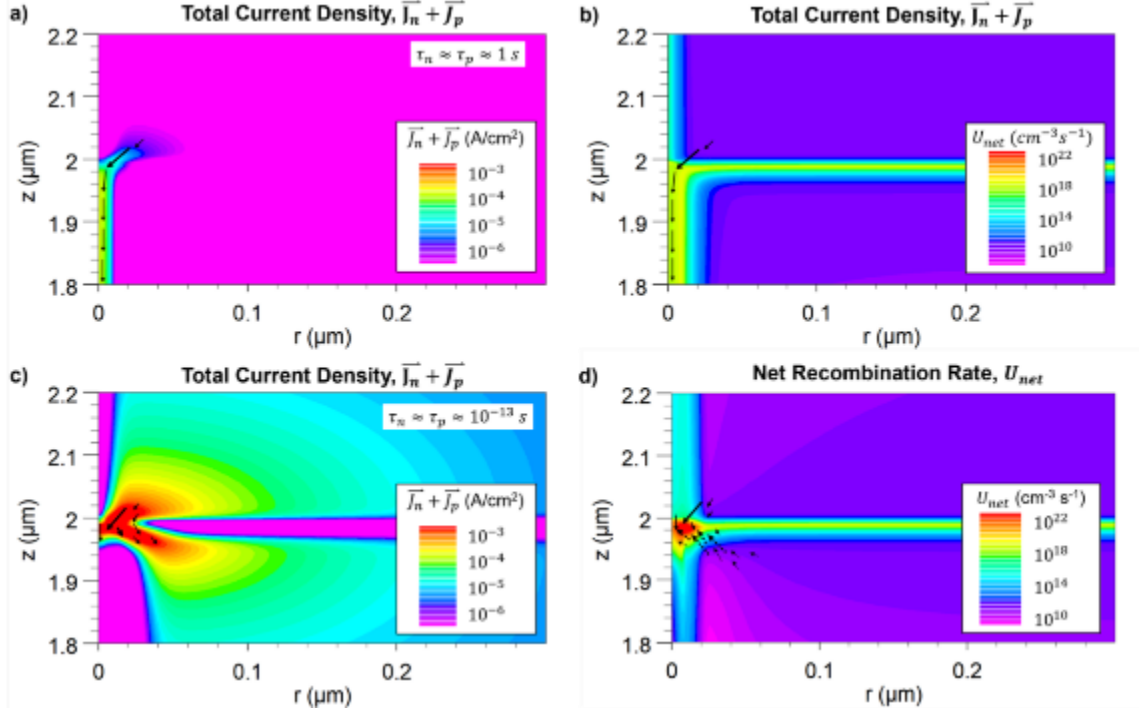 a) Total Current Density, J⃗n + J⃗p
τn ≈ τp ≈ 1 s
J⃗n + J⃗p (A/cm²)
10⁻³
10⁻⁴
10⁻⁵
10⁻⁶
2.2
2.1
2
1.9
1.8
z (µm)
0
0.1
0.2
r (µm)
b) Total Current Density, J⃗n + J⃗p
Unet (cm⁻³s⁻¹)
10²²
10¹⁸
10¹⁴
10¹⁰
2.2
2.1
2
1.9
1.8
z (µm)
0
0.1
0.2
r (µm)
c) Total Current Density, J⃗n + J⃗p
τn ≈ τp ≈ 10⁻¹³ s
J⃗n + J⃗p (A/cm²)
10⁻³
10⁻⁴
10⁻⁵
10⁻⁶
2.2
2.1
2
1.9
1.8
z (µm)
0
0.1
0.2
r (µm)
d) Net Recombination Rate, Unet
Unet (cm⁻³ s⁻¹)
10²²
10¹⁸
10¹⁴
10¹⁰
2.2
2.1
2
1.9
1.8
z (µm)
0
0.1
0.2
r (µm)